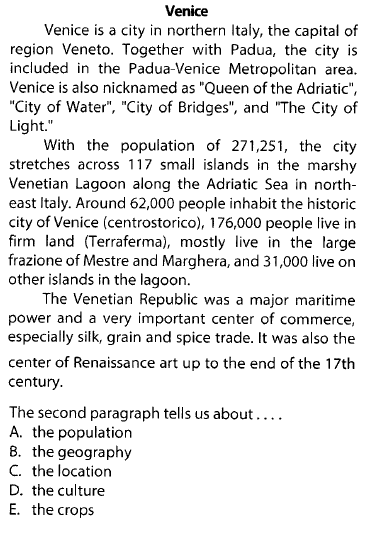 Venice
Venice is a city in northern Italy, the capital of
region Veneto. Together with Padua, the city is
included in the Padua-Venice Metropolitan area.
Venice is also nicknamed as "Queen of the Adriatic",
"City of Water", "City of Bridges", and "The City of
Light."
With the population of 271,251, the city
stretches across 117 small islands in the marshy
Venetian Lagoon along the Adriatic Sea in north-
east Italy. Around 62,000 people inhabit the historic
city of Venice (centrostorico), 176,000 people live in
firm land (Terraferma), mostly live in the large
frazione of Mestre and Marghera, and 31,000 live on
other islands in the lagoon.
The Venetian Republic was a major maritime
power and a very important center of commerce,
especially silk, grain and spice trade. It was also the
center of Renaissance art up to the end of the 17th
century.
The second paragraph tells us about . . . .
A. the population
B. the geography
C. the location
D. the culture
E. the crops